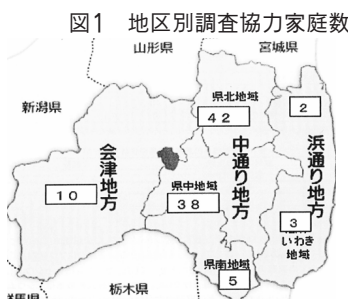 図1 地区別調査協力家庭数
山形県
宮城県
新潟県
県北地域
42
2
会津地方
中通り地方
浜通り地方
10
県中地域
38
3
いわき
地域
県南地域
5
栃木県